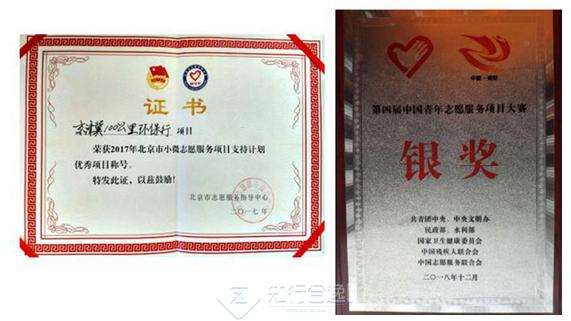 证书
京津冀100公里环保行 项目
荣获2017年北京市小微志愿服务项目支持计划
优秀项目称号。
特发此证，以兹鼓励！
北京市志愿服务指导中心
二〇一七年
中国·德阳
第四届中国青年志愿服务项目大赛
银奖
共青团中央、中央文明办
民政部、水利部
国家卫生健康委员会
中国残疾人联合会
中国志愿服务联合会
二〇一八年十二月